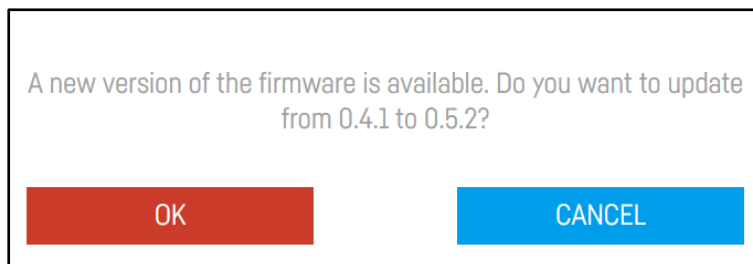 A new version of the firmware is available. Do you want to update
from 0.4.1 to 0.5.2?
OK
CANCEL